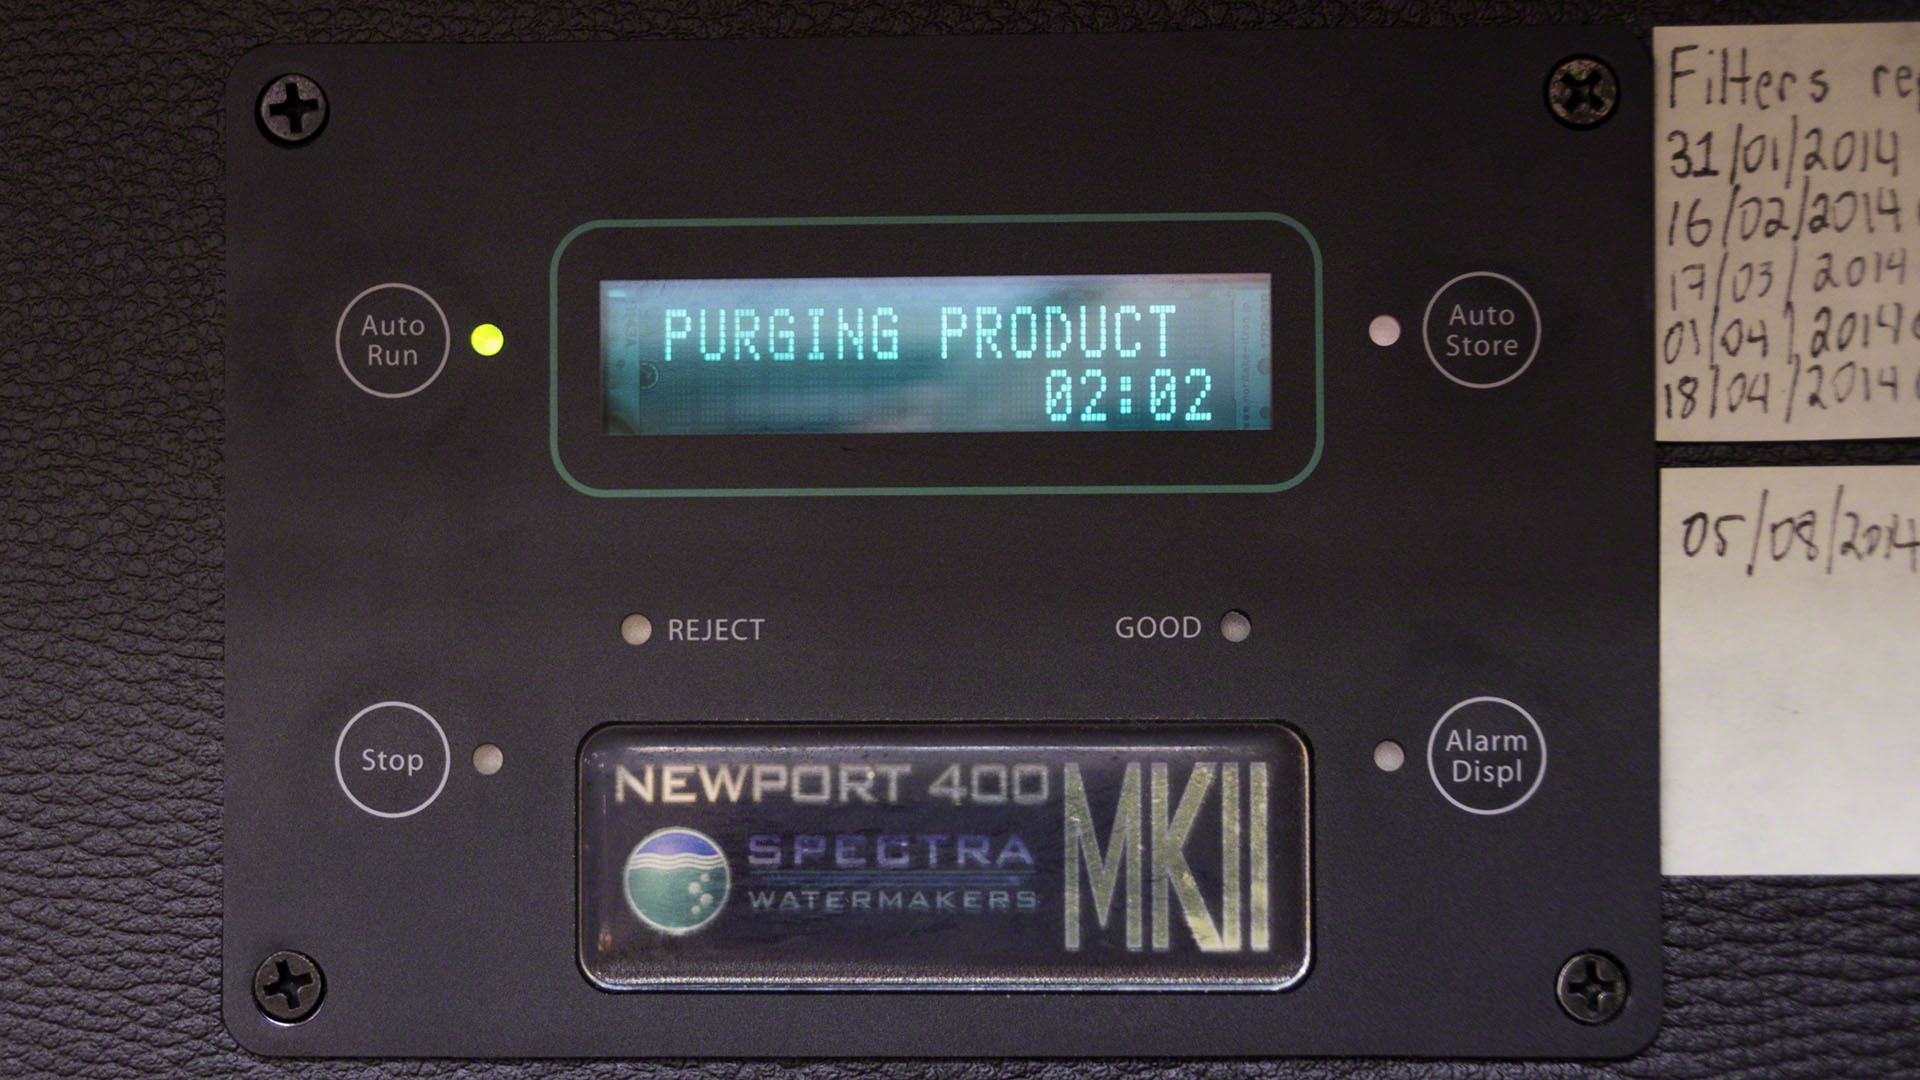 Auto
Run
PURGING PRODUCT
02:02
Auto
Store
REJECT
GOOD
Stop
Alarm
Displ
NEWPORT 400
MKII
SPECTRA
WATERMAKERS
Filters
31/01/2014
16/02/2014
17/03/2014
01/04/2014
18/04/2014
05/08/2014